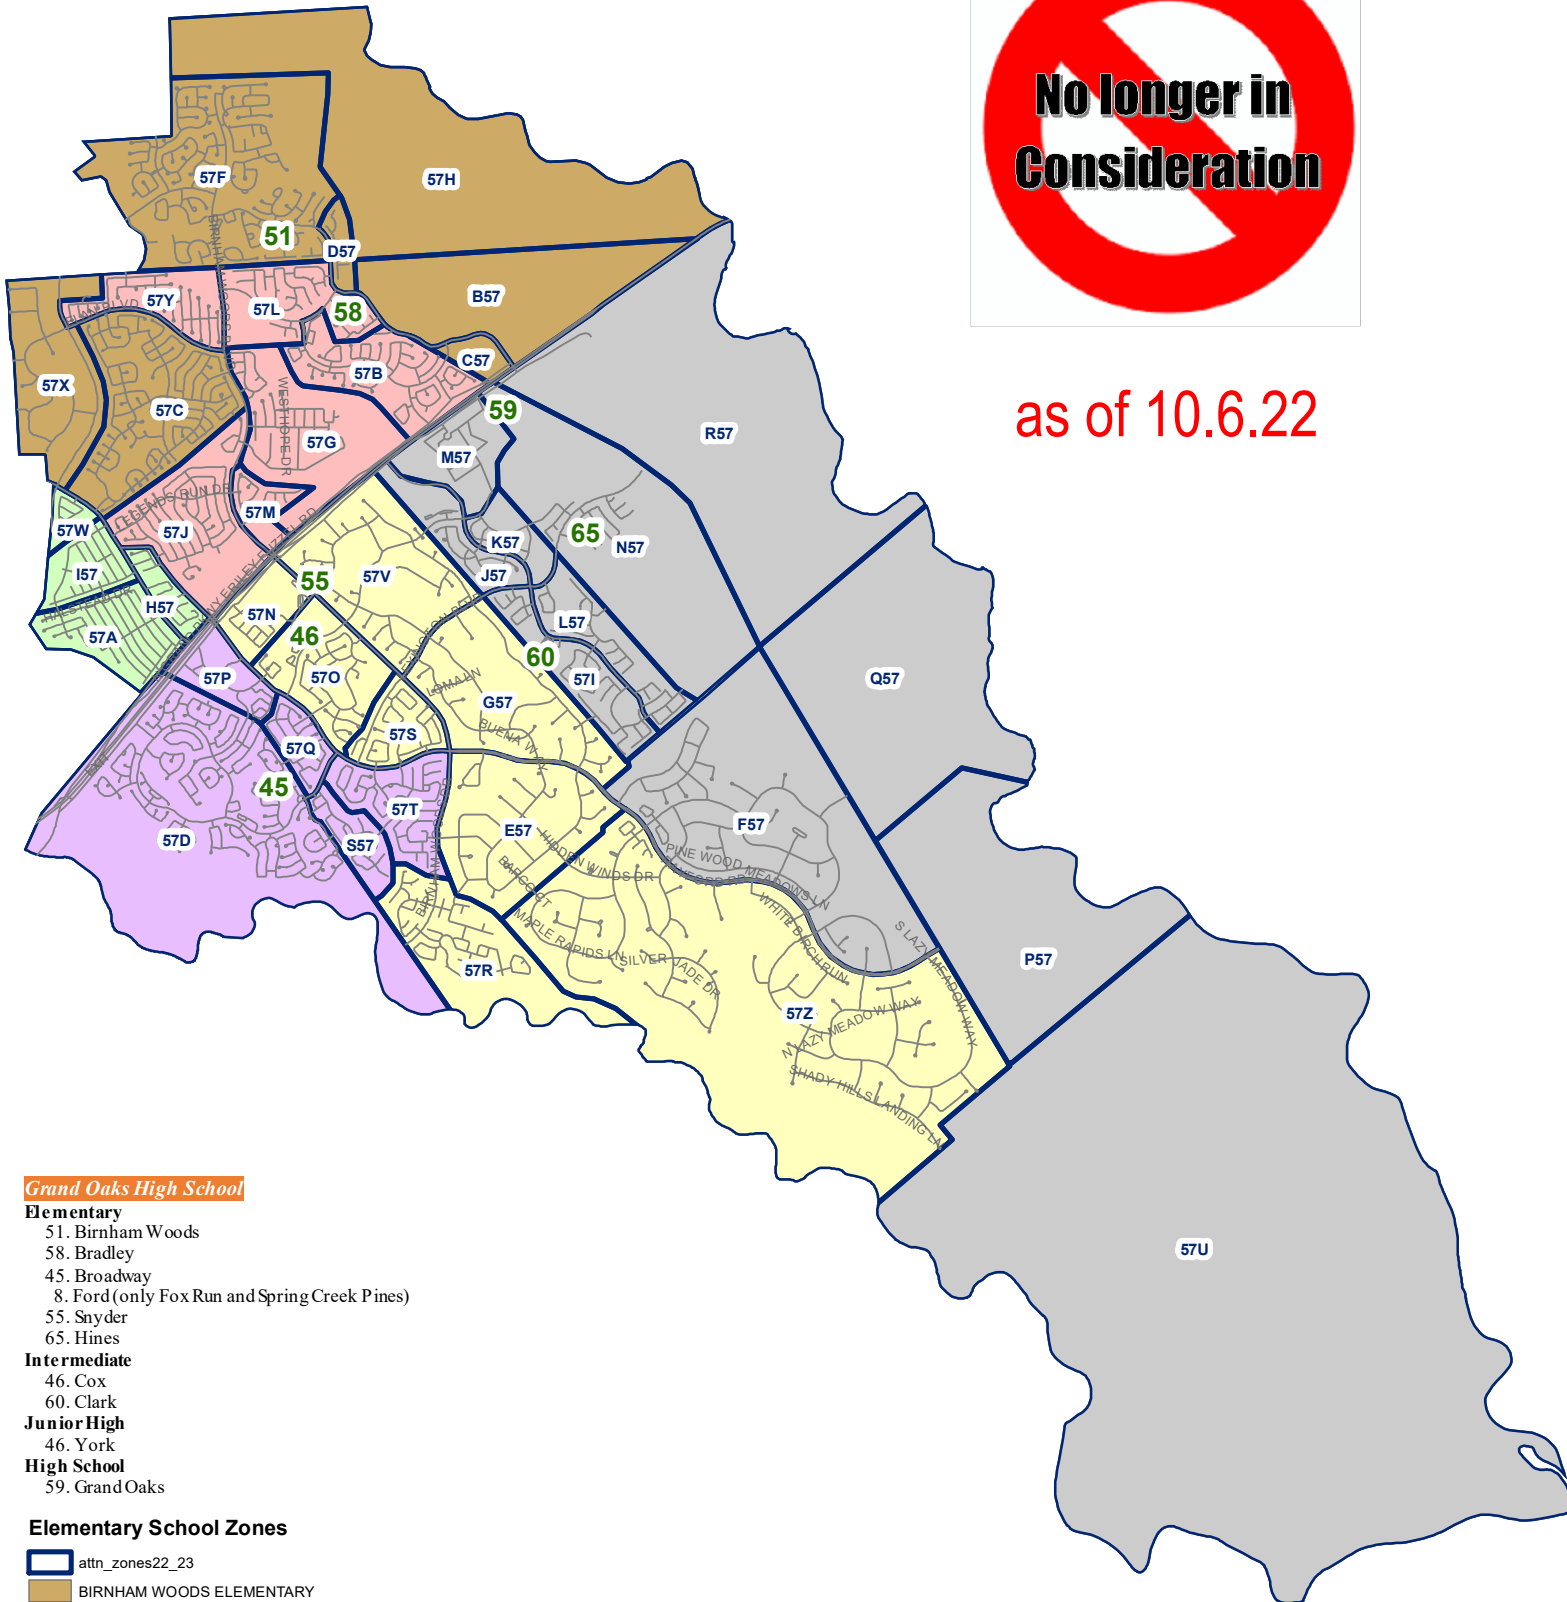 No longer in
Consideration
as of 10.6.22
57F
57H
51
D57
57Y
57L
58
B57
57X
57C
57B
C57
WESTHOPE DR
57G
59
M57
R57
LEGENDS RUN DR
57M
57W
57J
K57
65
N57
I57
HALSTEAD DR
H57
57A
55
57V
J57
57N
46
L57
60
57P
57O
LOMA LN
57I
Q57
G57
57S
57Q
45
57T
57D
S57
E57
F57
HIDDEN WINDS DR
BARCO CT
PINE WOOD MEADOWS LN
WHITE BIRCH RUN
MAPLE RAPIDS LN
SILVER JADE DR
S LAZY MEADOW WAY
57R
P57
57Z
N LAZY MEADOW WAY
SHADY HILLS LANDING LN
57U
Grand Oaks High School
Elementary
51. Birnham Woods
58. Bradley
45. Broadway
8. Ford (only Fox Run and Spring Creek Pines)
55. Snyder
65. Hines
Intermediate
46. Cox
60. Clark
Junior High
46. York
High School
59. Grand Oaks
Elementary School Zones
attn_zones22_23
BIRNHAM WOODS ELEMENTARY